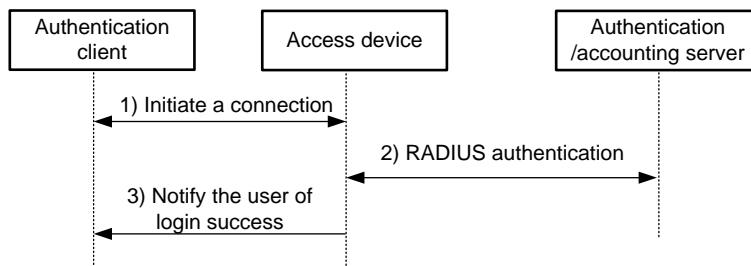 Authentication
client
Access device
Authentication
/accounting server
1) Initiate a connection
2) RADIUS authentication
3) Notify the user of
login success